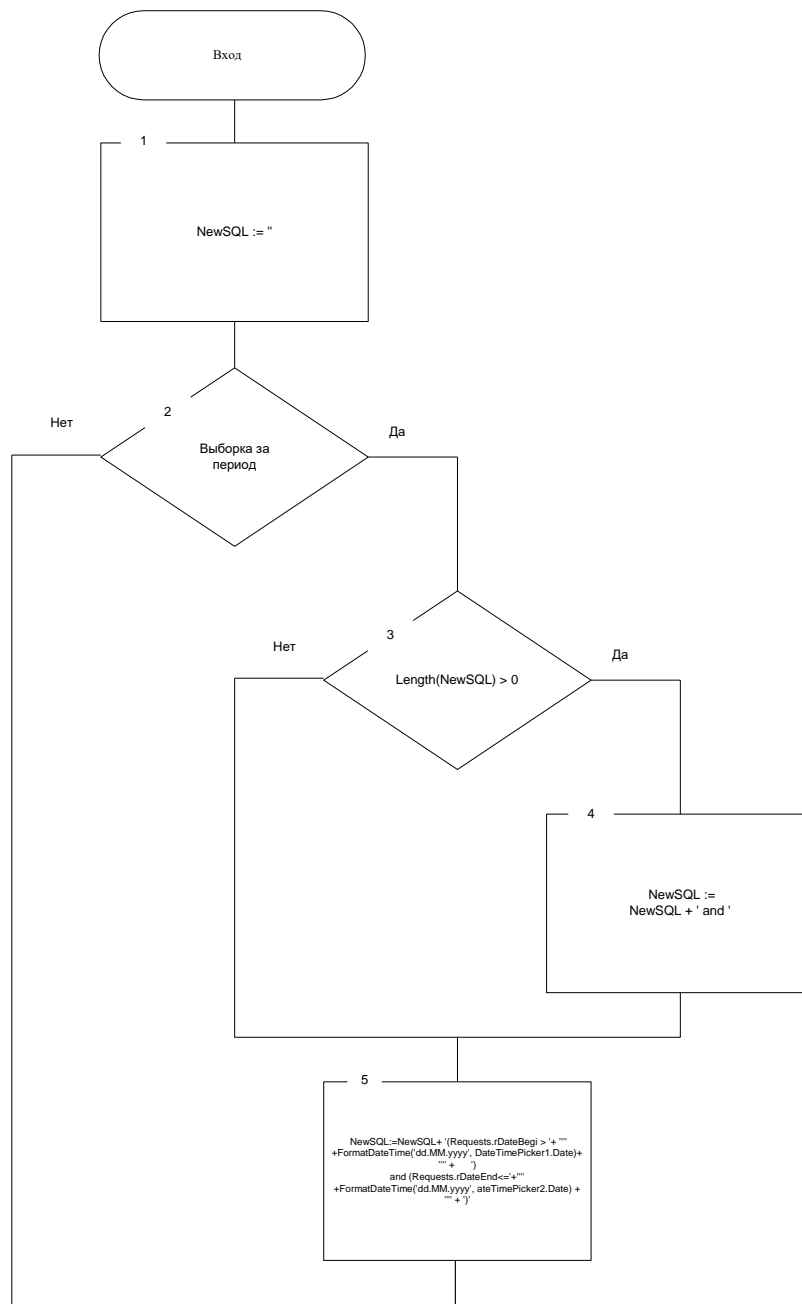 Вход
1
NewSQL := ''
2
Нет
Да
Выборка за
период
3
Нет
Да
Length(NewSQL) > 0
4
NewSQL :=
NewSQL + ' and '
5
NewSQL:=NewSQL+ '(Requests.rDateBegi > '+ ''''
+FormatDateTime('dd.MM.yyyy', DateTimePicker1.Date)+
'''' + ')
and (Requests.rDateEnd<='+''''
+FormatDateTime('dd.MM.yyyy', ateTimePicker2.Date) +
'''' + ')'